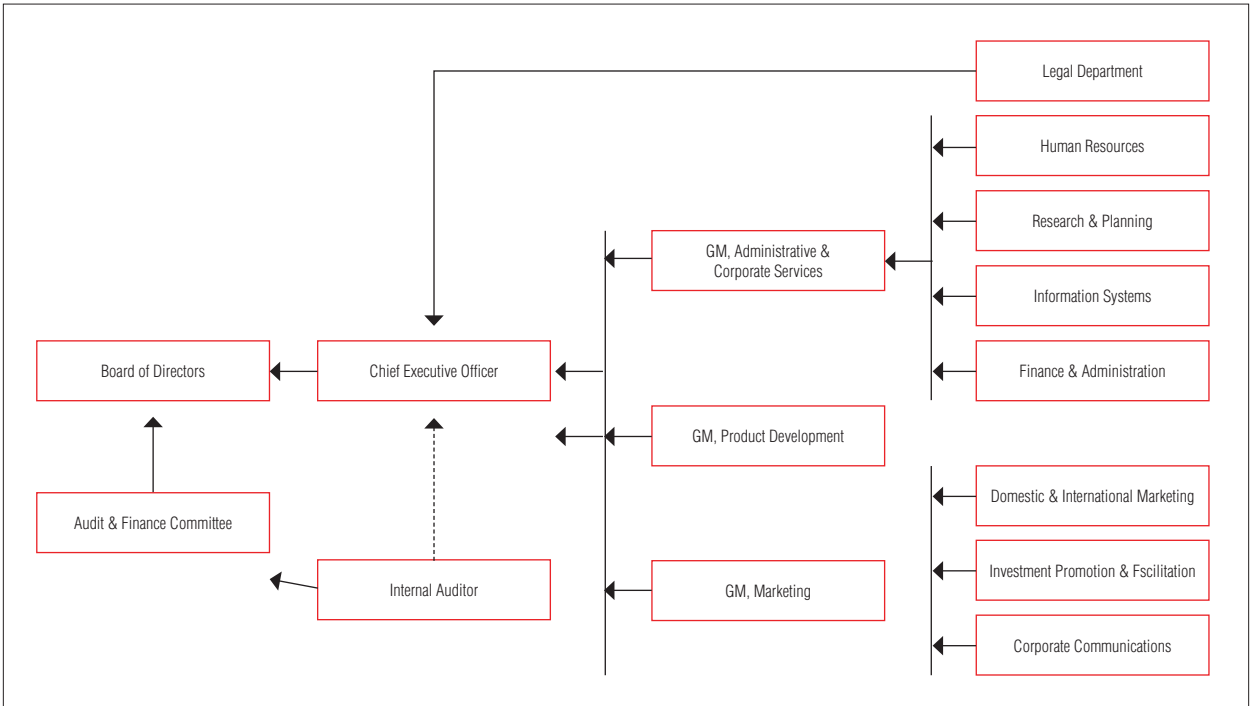 Legal Department
Human Resources
Research & Planning
GM, Administrative &
Corporate Services
Information Systems
Board of Directors
Chief Executive Officer
Finance & Administration
GM, Product Development
Audit & Finance Committee
Domestic & International Marketing
Internal Auditor
GM, Marketing
Investment Promotion & Fscilitation
Corporate Communications